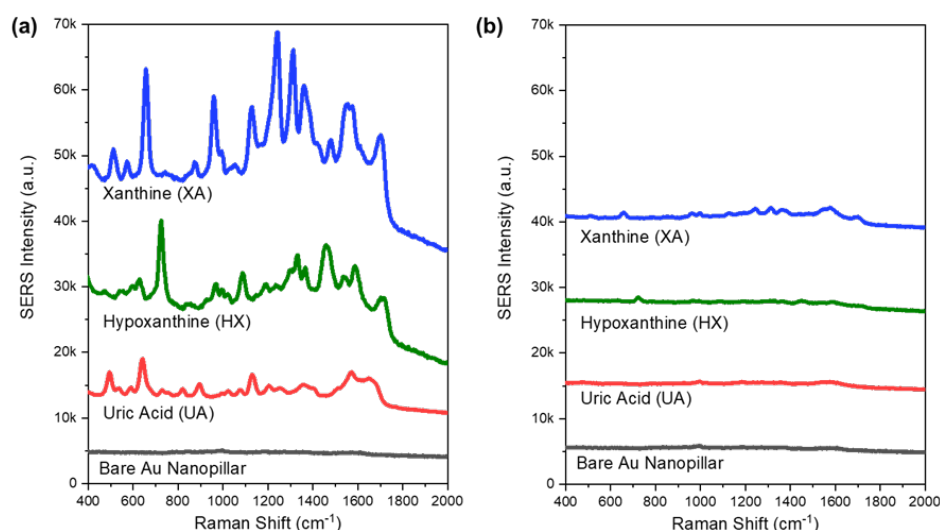 (a)
70k
60k
50k
40k
30k
20k
10k
0
SERS Intensity (a.u.)
Xanthine (XA)
Hypoxanthine (HX)
Uric Acid (UA)
Bare Au Nanopillar
400 600 800 1000 1200 1400 1600 1800 2000
Raman Shift (cm⁻¹)
(b)
70k
60k
50k
40k
30k
20k
10k
0
SERS Intensity (a.u.)
Xanthine (XA)
Hypoxanthine (HX)
Uric Acid (UA)
Bare Au Nanopillar
400 600 800 1000 1200 1400 1600 1800 2000
Raman Shift (cm⁻¹)